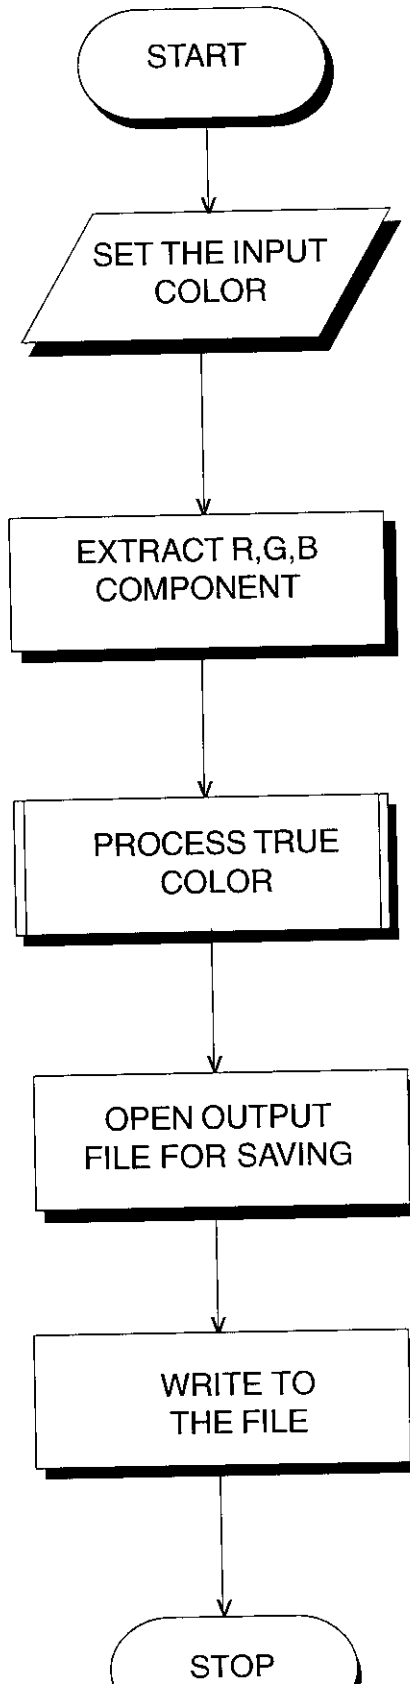 START
SET THE INPUT
COLOR
EXTRACT R,G,B
COMPONENT
PROCESS TRUE
COLOR
OPEN OUTPUT
FILE FOR SAVING
WRITE TO
THE FILE
STOP